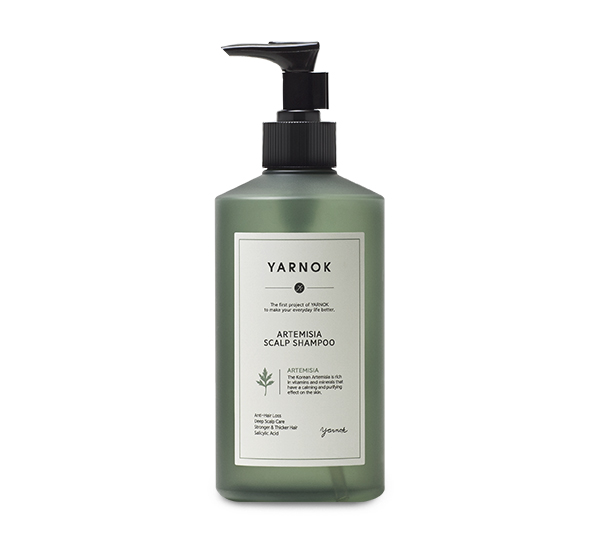 YARNOK
The first project of YARNOK
to make your everyday life better.
ARTEMISIA
SCALP SHAMPOO
ARTEMISIA
The Korean Artemisia is rich
in vitamins and minerals that
have a calming and purifying
effect on the skin.
Anti-Hair Loss
Deep Scalp Care
Stronger & Thicker Hair
Salicylic Acid
yarnok